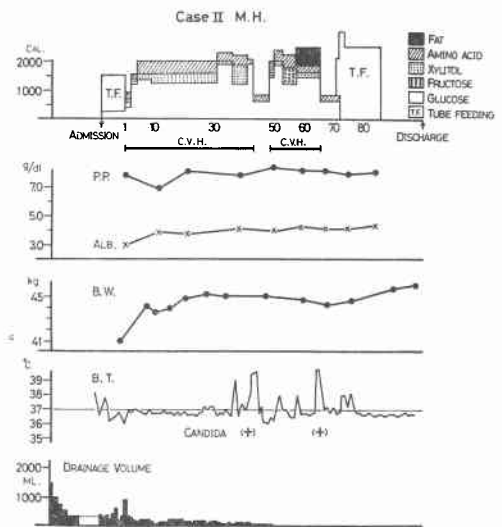 Case II M.H.
CAL.
2000
1000
T.F.
T.F.
FAT
AMINO ACID
XYLITOL
FRUCTOSE
GLUCOSE
T.F. TUBE FEEDING
1 10 30 50 60 70 80
ADMISSION
DISCHARGE
C.V.H. C.V.H.
g/dl
P.P.
7.0
5.0
ALB.
3.0
kg
B.W.
45
41
°C
B.T.
39
38
37
36
35
CANDIDA (+) (+)
DRAINAGE VOLUME
2000
ML.
1000